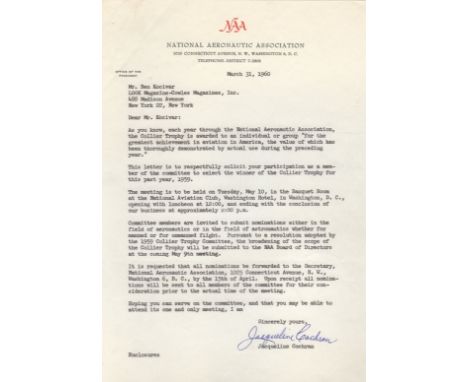 NAA
NATIONAL AERONAUTIC ASSOCIATION
1025 CONNECTICUT AVENUE, N. W., WASHINGTON 6, D. C.
TELEPHONE: DISTRICT 7-2808
OFFICE OF THE
PRESIDENT
March 31, 1960
Mr. Ben Kocivar
LOOK Magazine-Cowles Magazines, Inc.
488 Madison Avenue
New York 22, New York
Dear Mr. Kocivar:
As you know, each year through the National Aeronautic Association,
the Collier Trophy is awarded to an individual or group "for the
greatest achievement in aviation in America, the value of which has
been thoroughly demonstrated by actual use during the preceding
year."
This letter is to respectfully solicit your participation as a mem-
ber of the committee to select the winner of the Collier Trophy for
this past year, 1959.
The meeting is to be held on Tuesday, May 10, in the Banquet Room
at the National Aviation Club, Washington Hotel, in Washington, D. C.,
opening with luncheon at 12:00, and ending with the conclusion of
our business at approximately 2:00 p.m.
Committee members are invited to submit nominations either in the
field of aeronautics or in the field of astronautics whether for
manned or for unmanned flight. Pursuant to a resolution adopted by
the 1959 Collier Trophy Committee, the broadening of the scope of
the Collier Trophy will be submitted to the NAA Board of Directors
at the coming May 9th meeting.
It is requested that all nominations be forwarded to the Secretary,
National Aeronautic Association, 1025 Connecticut Avenue, N. W.,
Washington 6, D. C., by the 15th of April. Upon receipt all nomina-
tions will be sent to all members of the committee for their con-
sideration prior to the actual time of the meeting.
Hoping you can serve on the committee, and that you may be able to
attend its one and only meeting, I am
Sincerely yours,
Jacqueline Cochran
Jacqueline Cochran
Enclosures